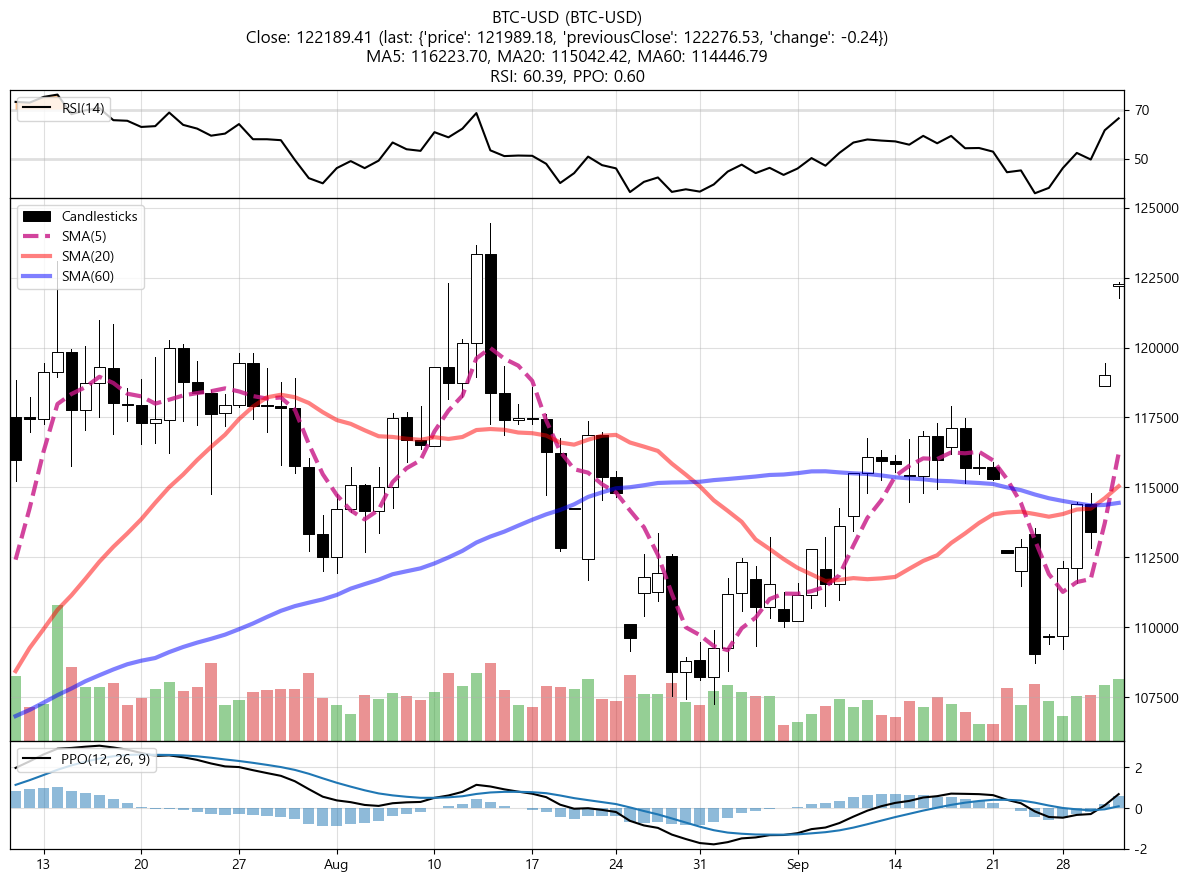 BTC-USD (BTC-USD)
Close: 122189.41 (last: {'price': 121989.18, 'previousClose': 122276.53, 'change': -0.24})
MA5: 116223.70, MA20: 115042.42, MA60: 114446.79
RSI: 60.39, PPO: 0.60
RSI(14)
70
50
Candlesticks
SMA(5)
SMA(20)
SMA(60)
125000
122500
120000
117500
115000
112500
110000
107500
PPO(12, 26, 9)
2
0
-2
13 20 27 Aug 10 17 24 31 Sep 14 21 28